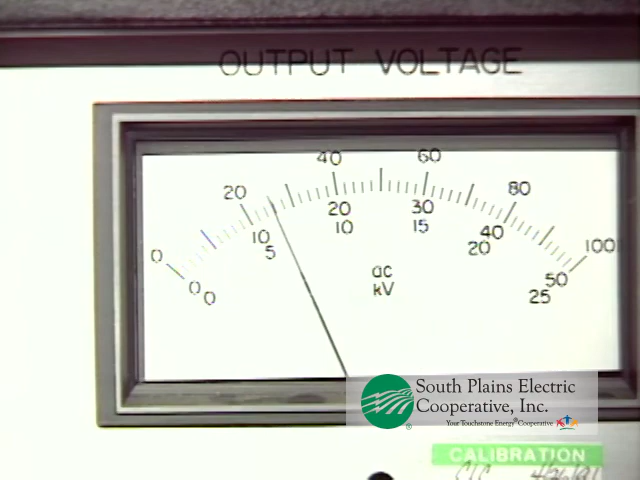 OUTPUT VOLTAGE
40 60
20 80
0 20 30 100
10 10 15 40
5 20
0 ac 50
0 kV 25
South Plains Electric
Cooperative, Inc.
Your Touchstone Energy® Cooperative
®
CALIBRATION